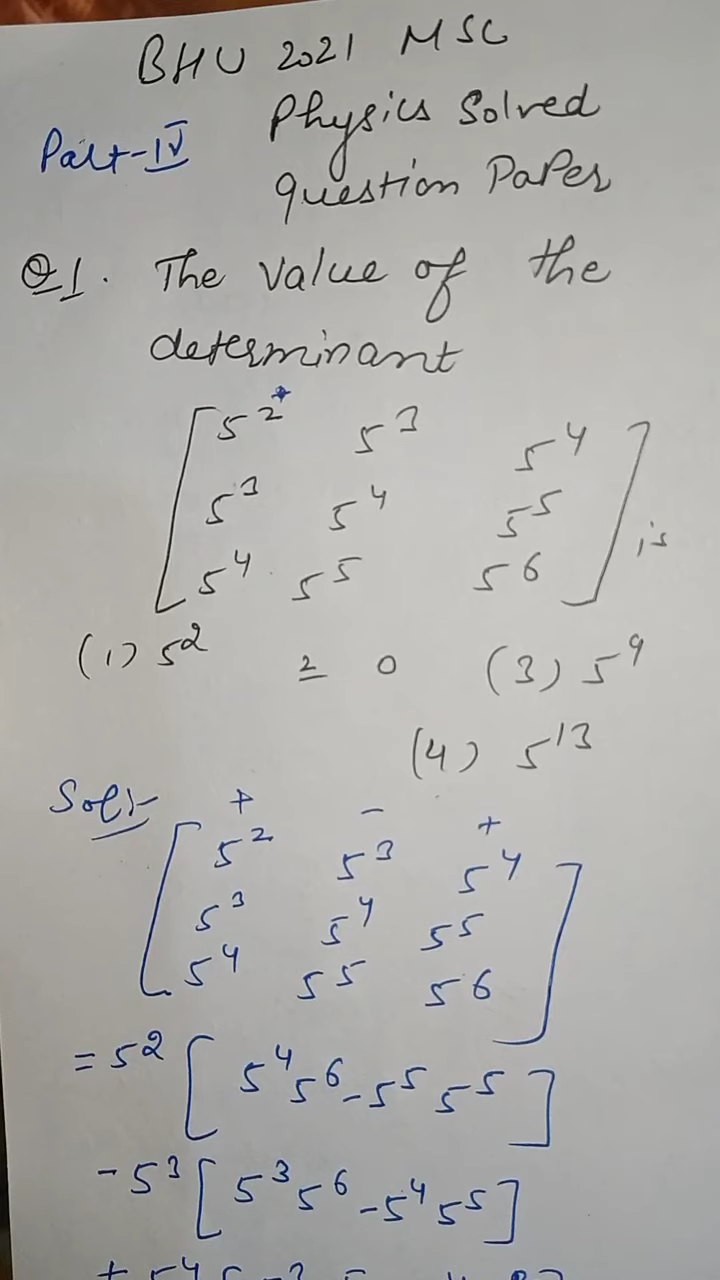 BHU 2021 MSC
Part-IV Physics Solved
Question Paper
Q1. The value of the
determinant
[5² 5³ 5⁴
5³ 5⁴ 5⁵
5⁴ 5⁵ 5⁶] is
(1) 5² 2 0 (3) 5⁹
(4) 5¹³
Sol:-
+ - +
[5² 5³ 5⁴
5³ 5⁴ 5⁵
5⁴ 5⁵ 5⁶]
= 5² [5⁴5⁶ - 5⁵ 5⁵]
- 5³ [5³5⁶ - 5⁴5⁵]